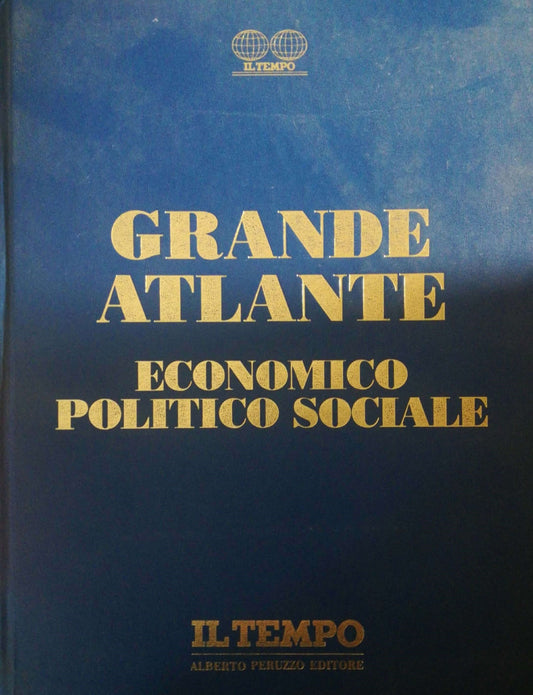 IL TEMPO
GRANDE
ATLANTE
ECONOMICO
POLITICO SOCIALE
IL TEMPO
ALBERTO PERUZZO EDITORE